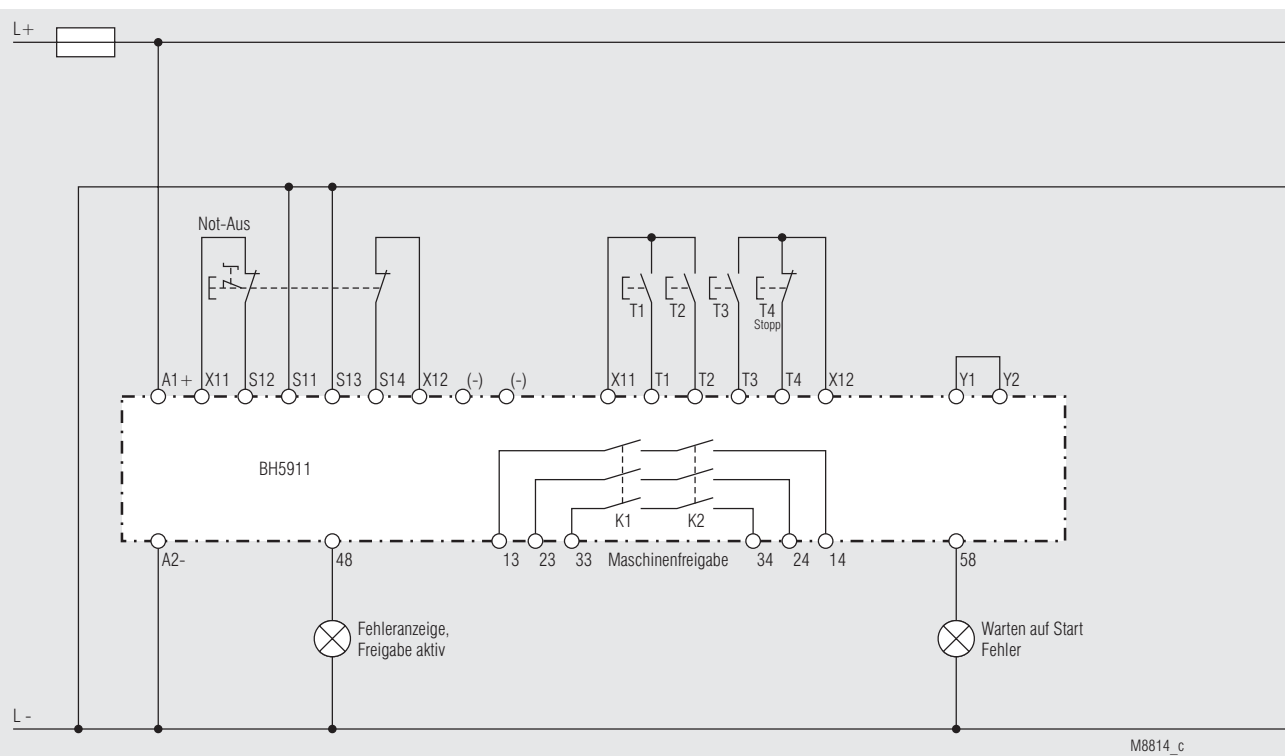 L+
Not-Aus
T1
T2
T3
T4
Stopp
A1+ X11 S12 S11 S13 S14 X12 (-) (-) X11 T1 T2 T3 T4 X12 Y1 Y2
BH5911
K1 K2
A2- 48 13 23 33 Maschinenfreigabe 34 24 14 58
Fehleranzeige,
Freigabe aktiv
Warten auf Start
Fehler
L -
M8814_c